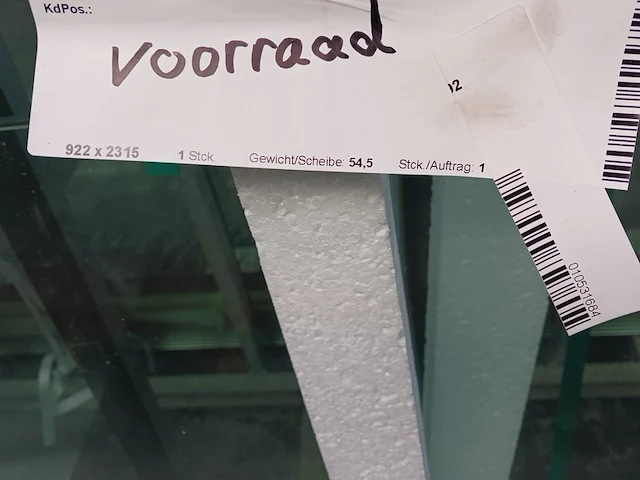 KdPos.:
voorraad
922 x 2315 1 Stck. Gewicht/Scheibe: 54,5 Stck./Auftrag: 1
010531684